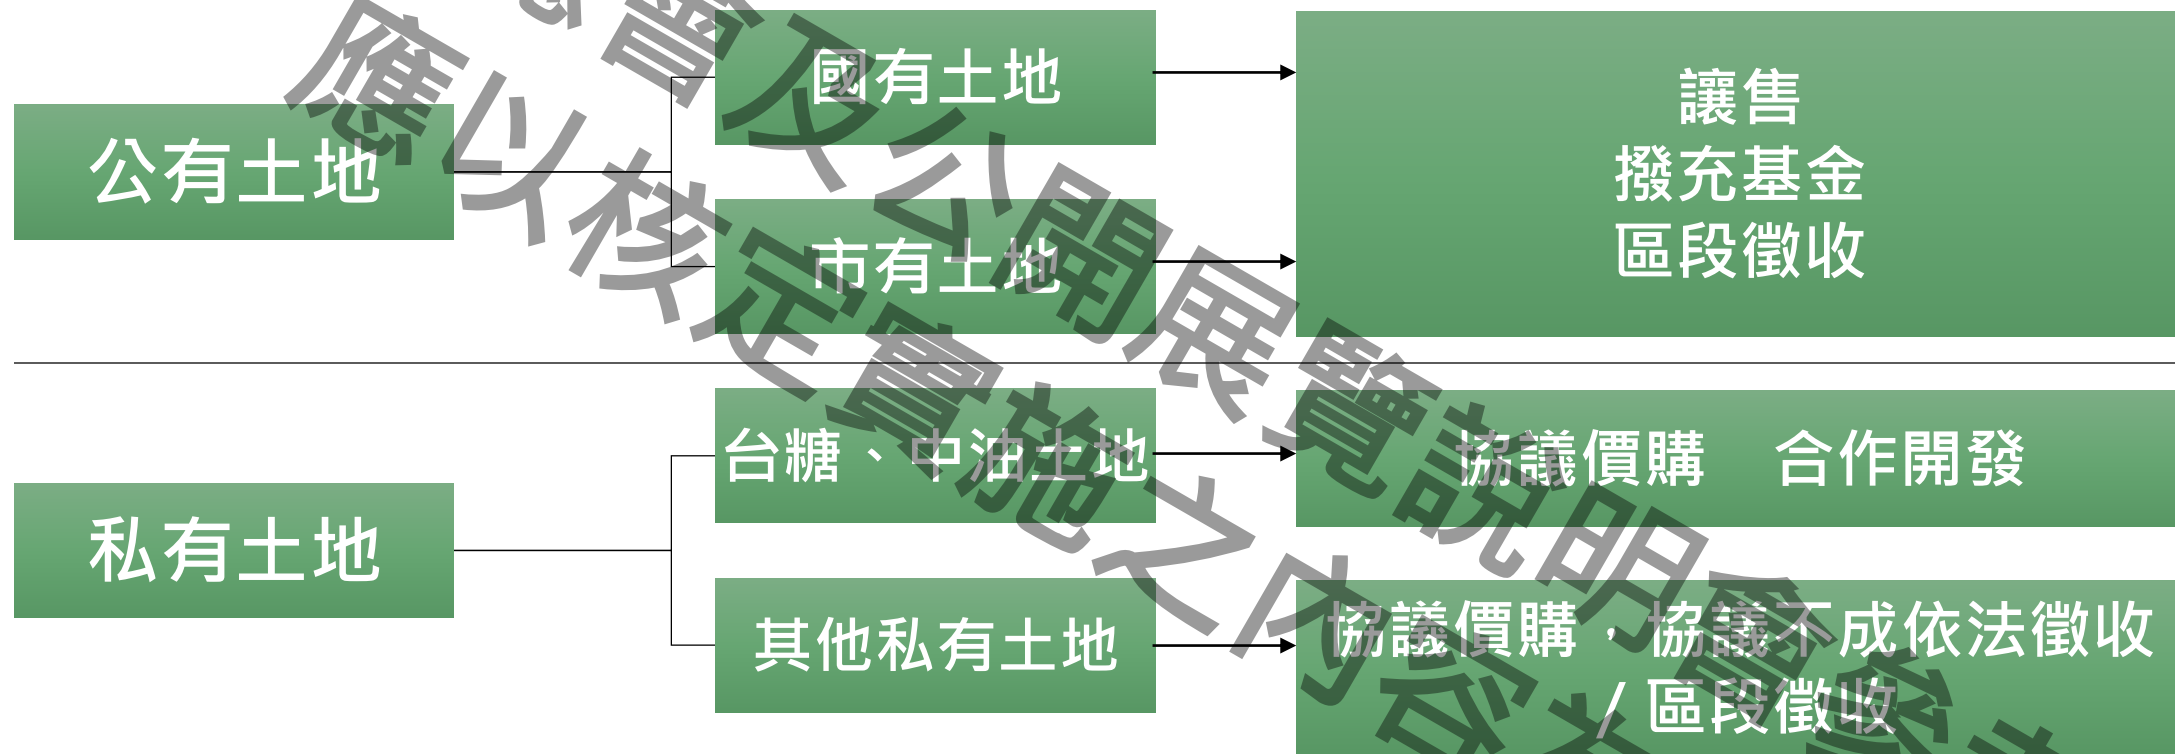 公有土地
國有土地
市有土地
讓售
撥充基金
區段徵收
私有土地
台糖、中油土地
協議價購 合作開發
其他私有土地
協議價購，協議不成依法徵收
/ 區段徵收
會及公開展覽說明會參
應以核定實施之內容